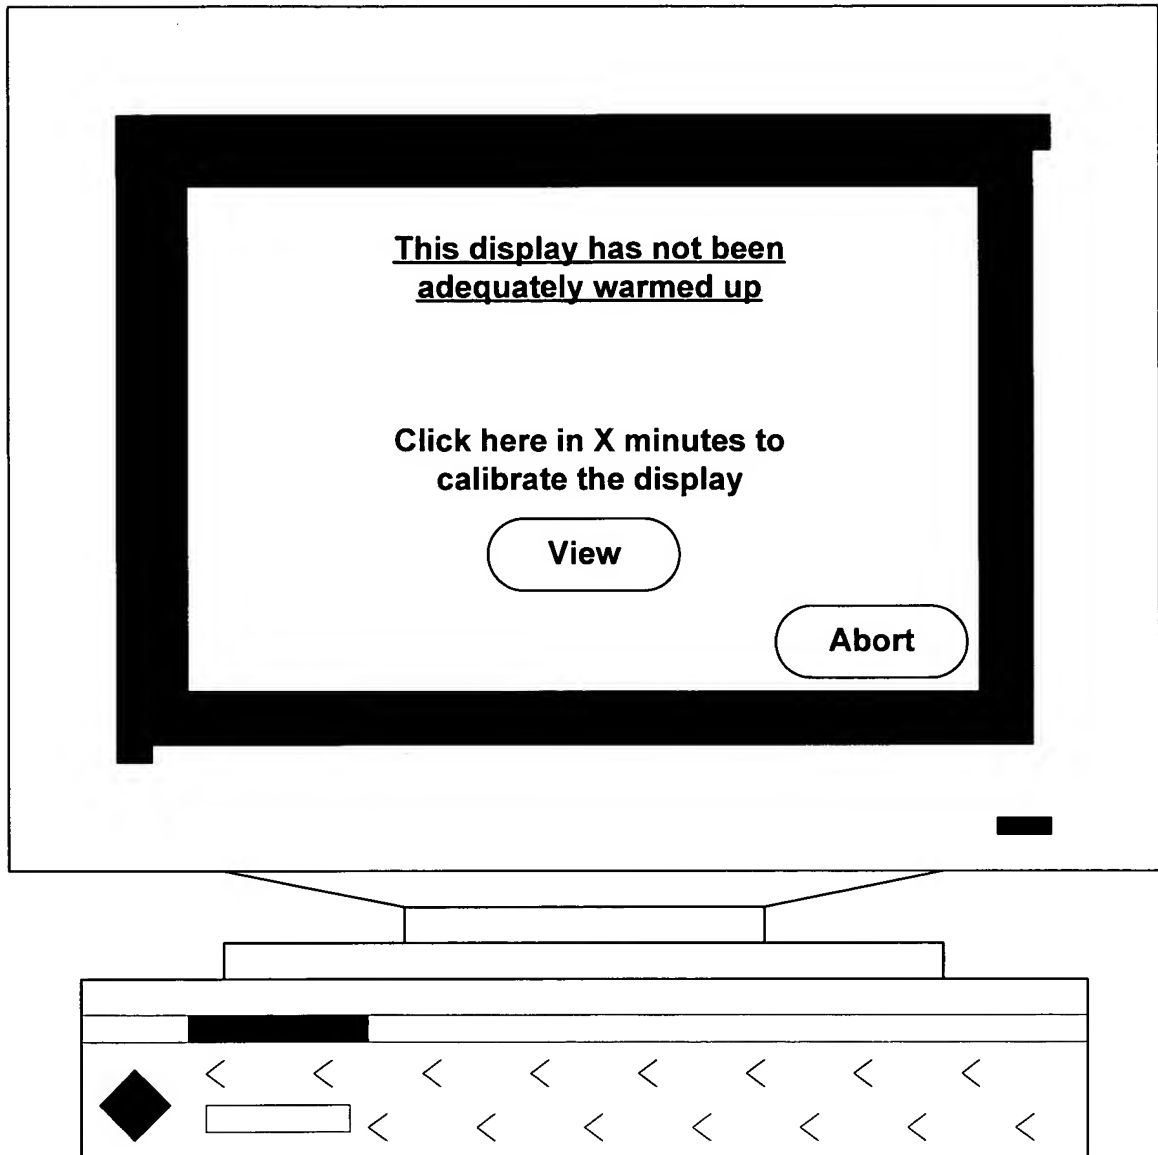 This display has not been
adequately warmed up
Click here in X minutes to
calibrate the display
View
Abort